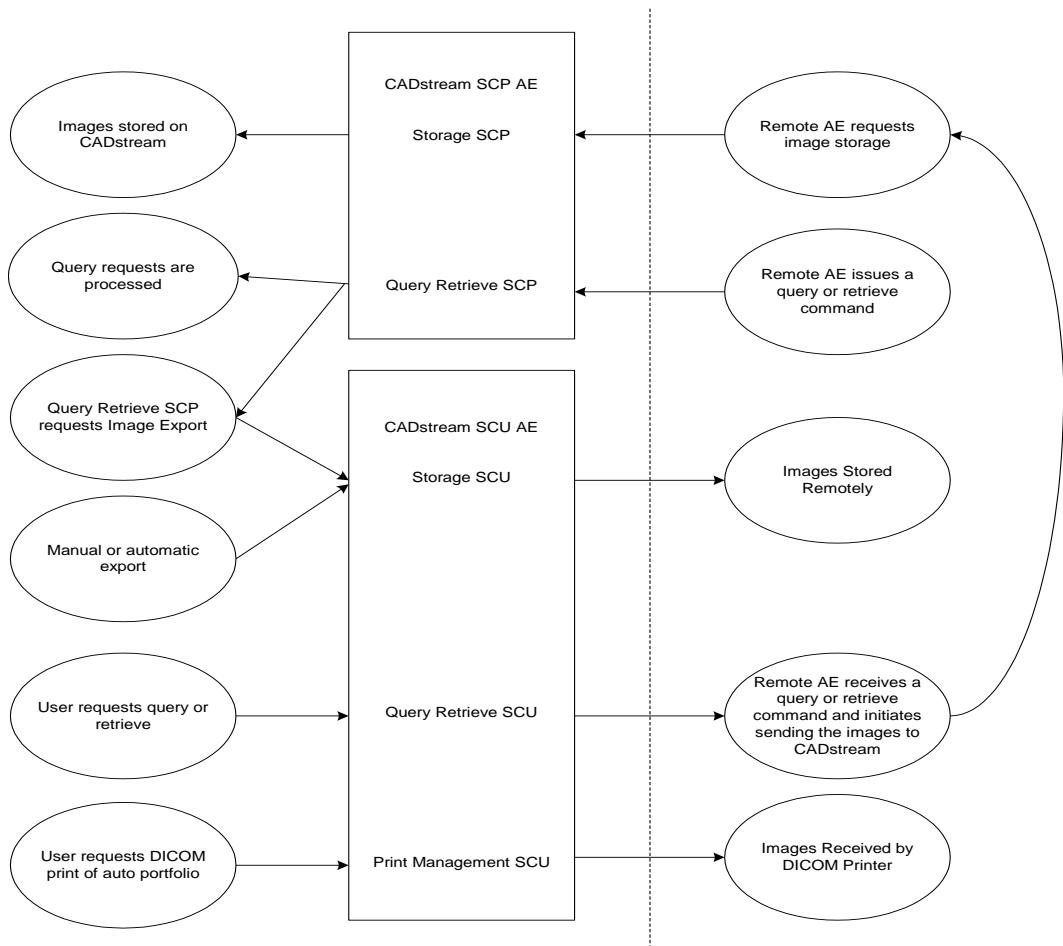 CADstream SCP AE
Images stored on
CADstream
Storage SCP
Remote AE requests
image storage
Query requests are
processed
Query Retrieve SCP
Remote AE issues a
query or retrieve
command
Query Retrieve SCP
requests Image Export
CADstream SCU AE
Storage SCU
Images Stored
Remotely
Manual or automatic
export
User requests query or
retrieve
Query Retrieve SCU
Remote AE receives a
query or retrieve
command and initiates
sending the images to
CADstream
User requests DICOM
print of auto portfolio
Print Management SCU
Images Received by
DICOM Printer